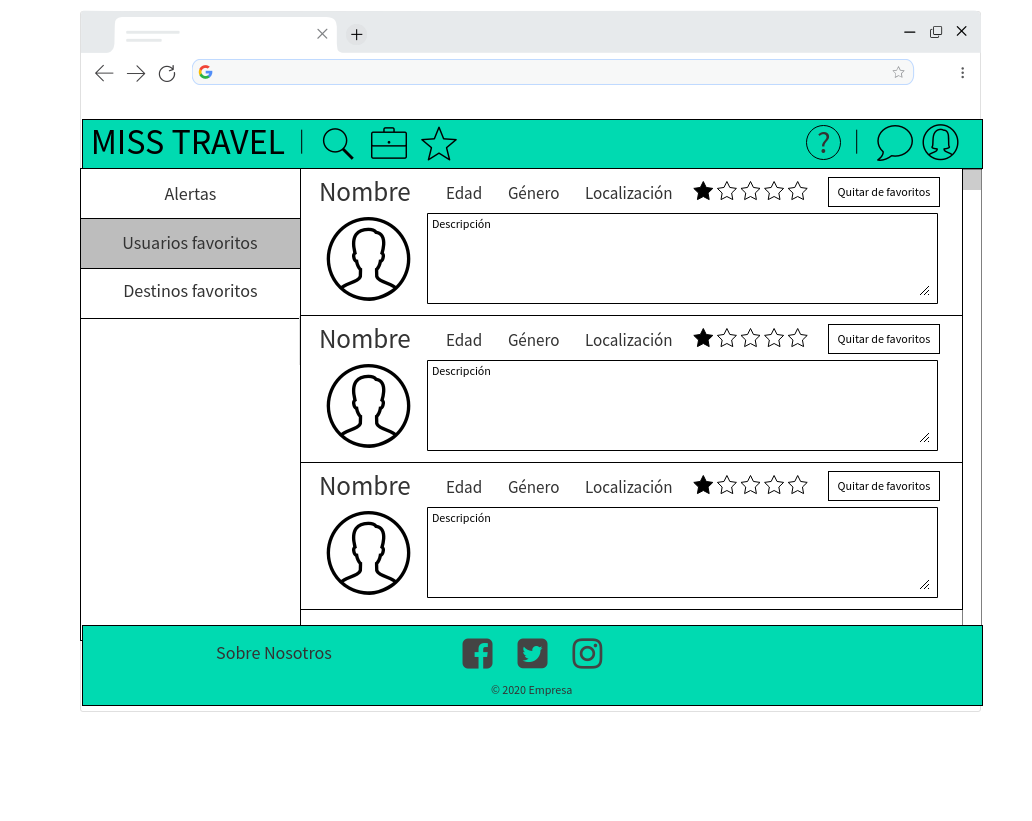 MISS TRAVEL
?
Alertas
Usuarios favoritos
Destinos favoritos
Nombre Edad Género Localización Quitar de favoritos
Descripción
Nombre Edad Género Localización Quitar de favoritos
Descripción
Nombre Edad Género Localización Quitar de favoritos
Descripción
Sobre Nosotros
© 2020 Empresa